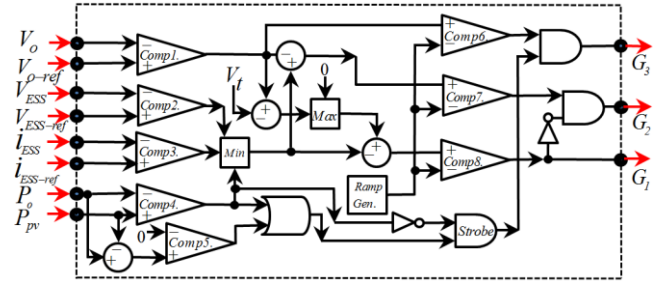 V_o
V_o-ref
V_ESS
V_ESS-ref
i_ESS
i_ESS-ref
P_o
P_pv
− + Comp1.
− + Comp2.
− + Comp3.
− + Comp4.
0 − + Comp5.
V_t
− +
− +
0
Max
Min
− +
− +
Ramp
Gen.
+ − Comp6.
+ − Comp7.
+ − Comp8.
Strobe
G_3
G_2
G_1